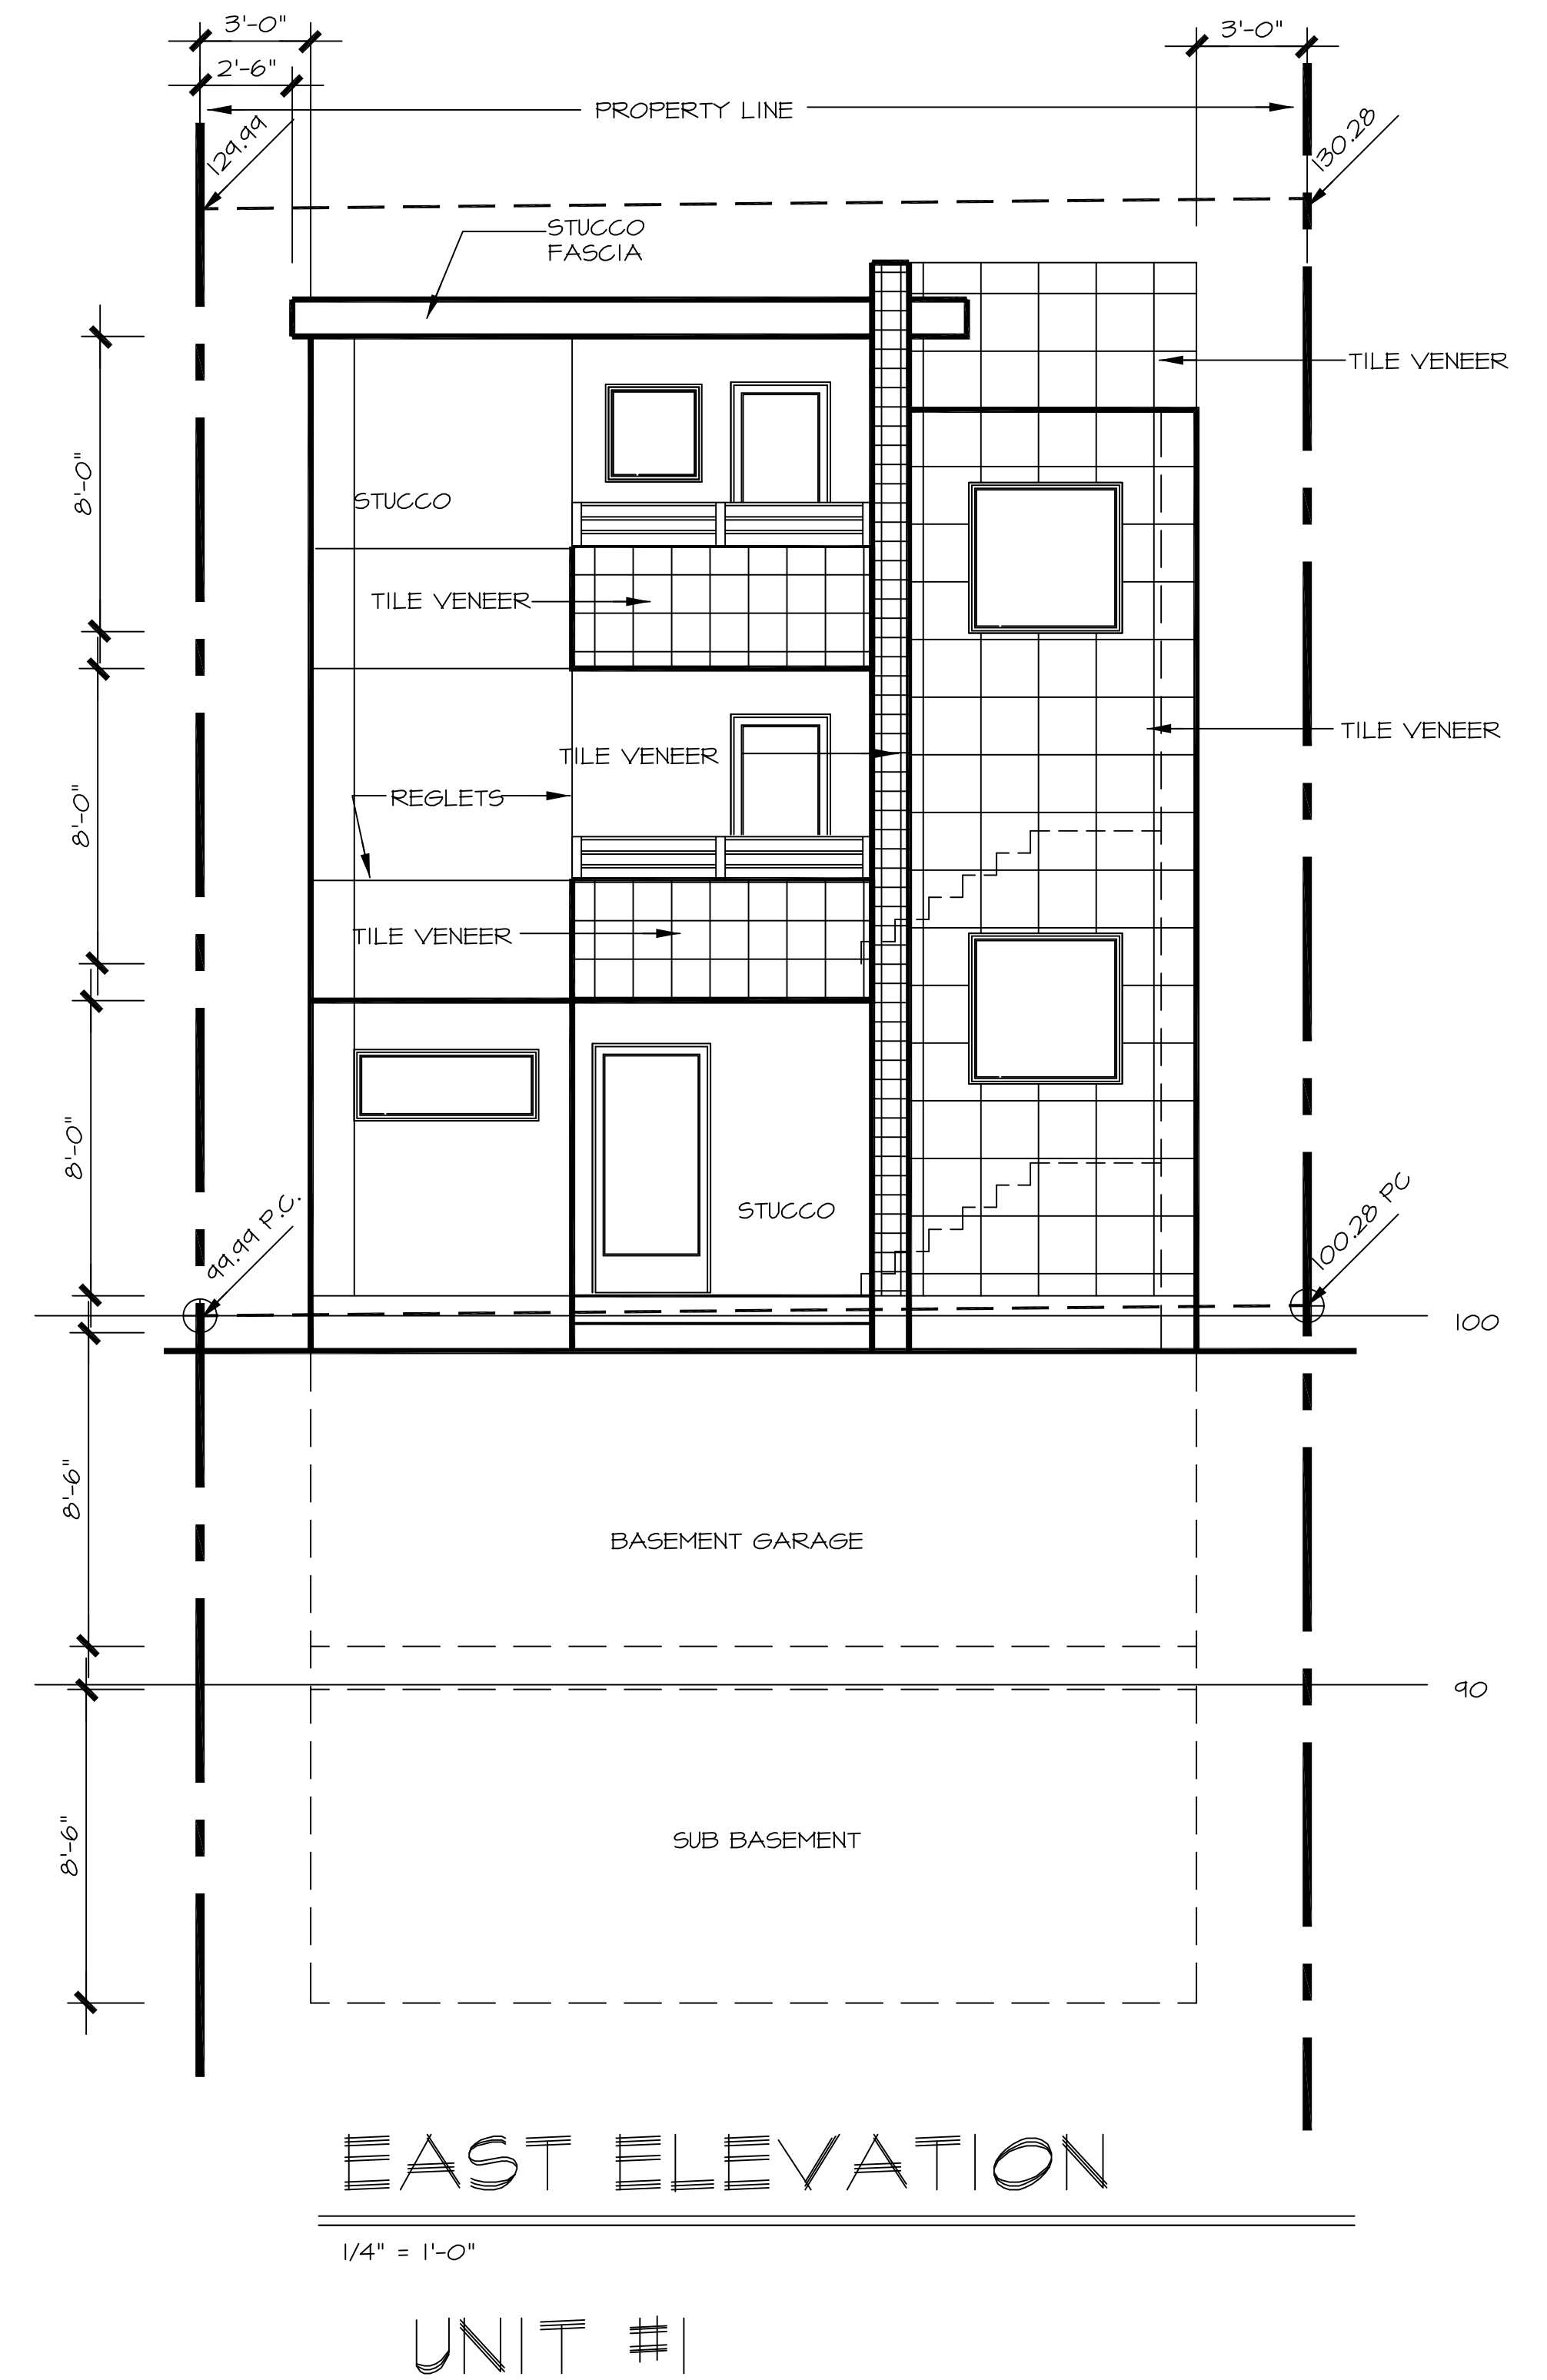 3'-0"
3'-0"
2'-6"
PROPERTY LINE
129.99
130.28
STUCCO
FASCIA
TILE VENEER
8'-0"
STUCCO
TILE VENEER
TILE VENEER
TILE VENEER
8'-0"
REGLETS
TILE VENEER
8'-0"
99.99 P.C.
STUCCO
100.28 PC
100
8'-6"
BASEMENT GARAGE
90
8'-6"
SUB BASEMENT
EAST ELEVATION
1/4" = 1'-0"
UNIT #1